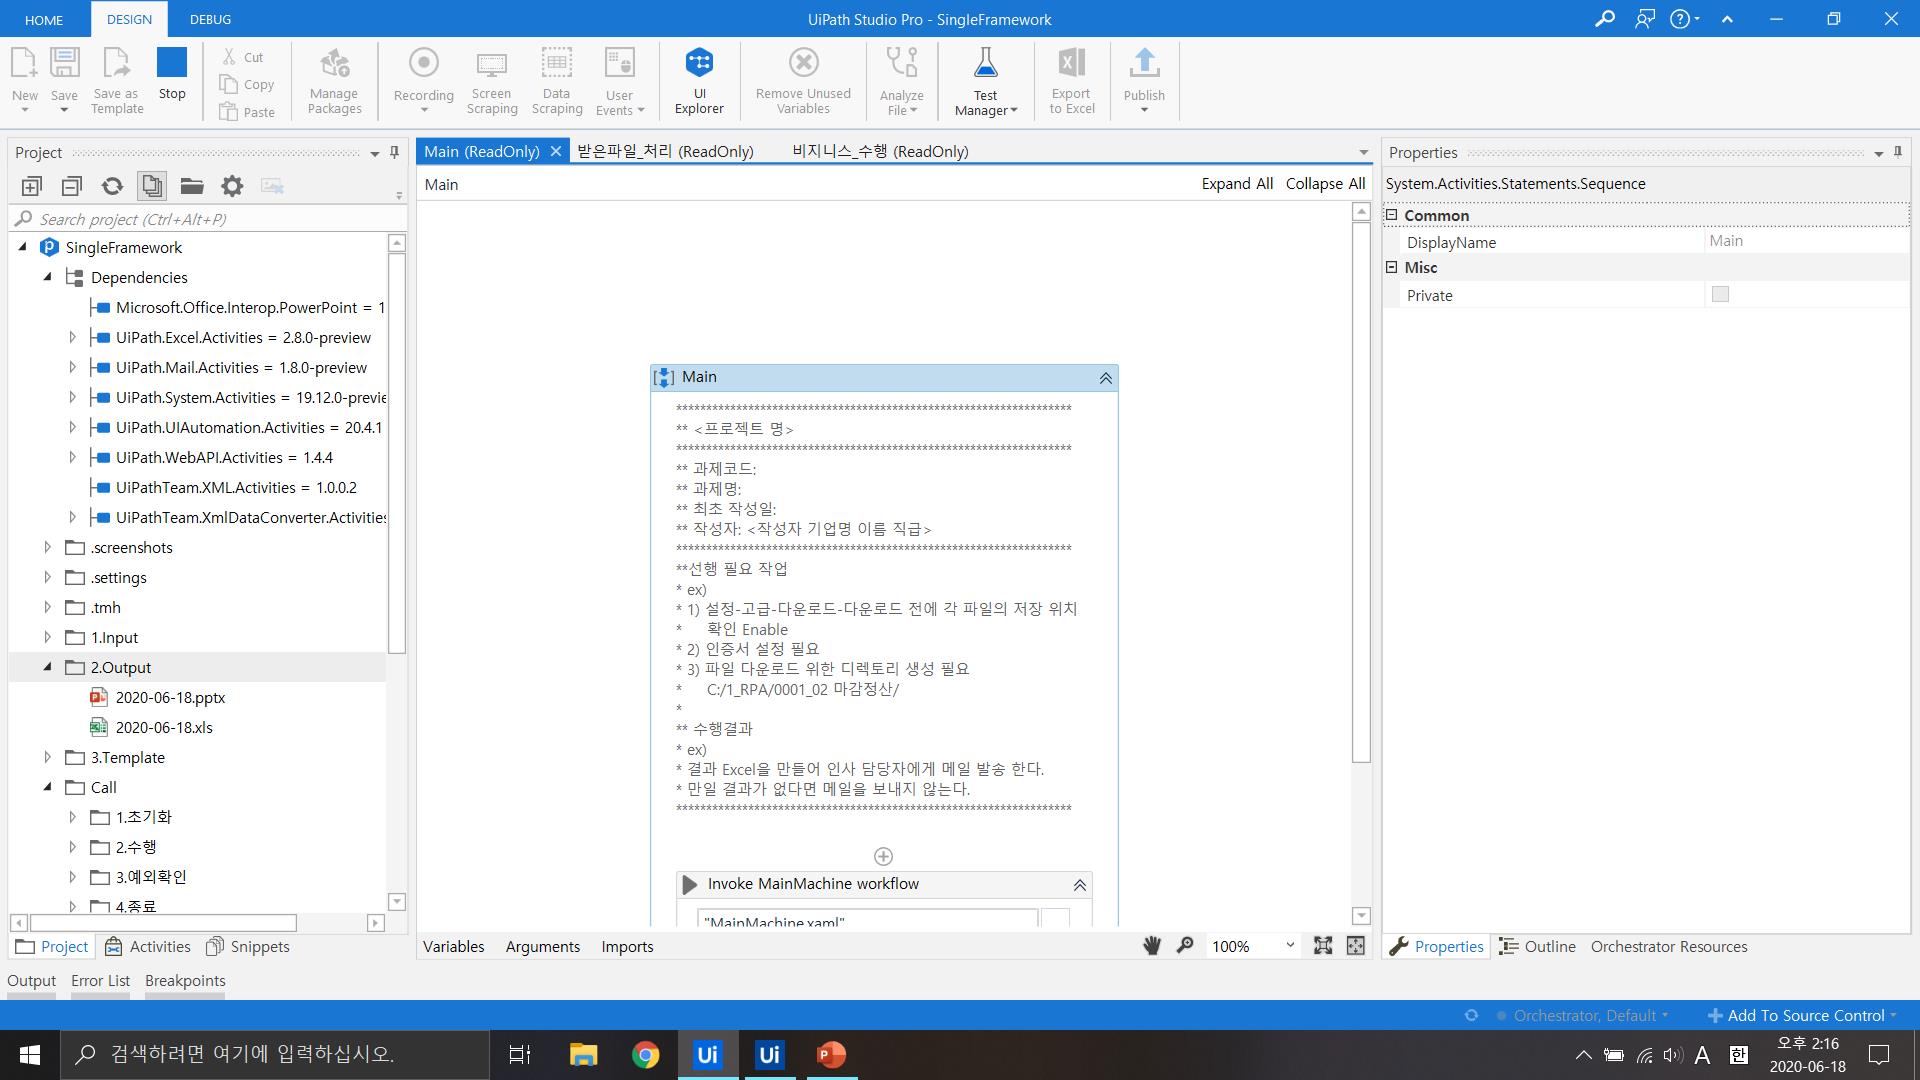 HOME
DESIGN
DEBUG
UiPath Studio Pro - SingleFramework
New
Save
Save as Template
Stop
Cut
Copy
Paste
Manage Packages
Recording
Screen Scraping
Data Scraping
User Events
UI Explorer
Remove Unused Variables
Analyze File
Test Manager
Export to Excel
Publish
Project
Search project (Ctrl+Alt+P)
SingleFramework
Dependencies
Microsoft.Office.Interop.PowerPoint = 1
UiPath.Excel.Activities = 2.8.0-preview
UiPath.Mail.Activities = 1.8.0-preview
UiPath.System.Activities = 19.12.0-previe
UiPath.UIAutomation.Activities = 20.4.1
UiPath.WebAPI.Activities = 1.4.4
UiPathTeam.XML.Activities = 1.0.0.2
UiPathTeam.XmlDataConverter.Activities
.screenshots
.settings
.tmh
1.Input
2.Output
2020-06-18.pptx
2020-06-18.xls
3.Template
Call
1.초기화
2.수행
3.예외확인
4.종료
Project
Activities
Snippets
Main (ReadOnly)
받은파일_처리 (ReadOnly)
비지니스_수행 (ReadOnly)
Main
Expand All
Collapse All
Main
******************************************************************
** <프로젝트 명>
******************************************************************
** 과제코드:
** 과제명:
** 최초 작성일:
** 작성자: <작성자 기업명 이름 직급>
******************************************************************
**선행 필요 작업
* ex)
* 1) 설정-고급-다운로드-다운로드 전에 각 파일의 저장 위치
* 확인 Enable
* 2) 인증서 설정 필요
* 3) 파일 다운로드 위한 디렉토리 생성 필요
* C:/1_RPA/0001_02 마감정산/
*
** 수행결과
* ex)
* 결과 Excel을 만들어 인사 담당자에게 메일 발송 한다.
* 만일 결과가 없다면 메일을 보내지 않는다.
******************************************************************
Invoke MainMachine workflow
"MainMachine.xaml"
Variables
Arguments
Imports
100%
Properties
System.Activities.Statements.Sequence
Common
DisplayName
Main
Misc
Private
Properties
Outline
Orchestrator Resources
Output
Error List
Breakpoints
Orchestrator, Default
Add To Source Control
검색하려면 여기에 입력하십시오.
Ui
Ui
A
한
오후 2:16
2020-06-18